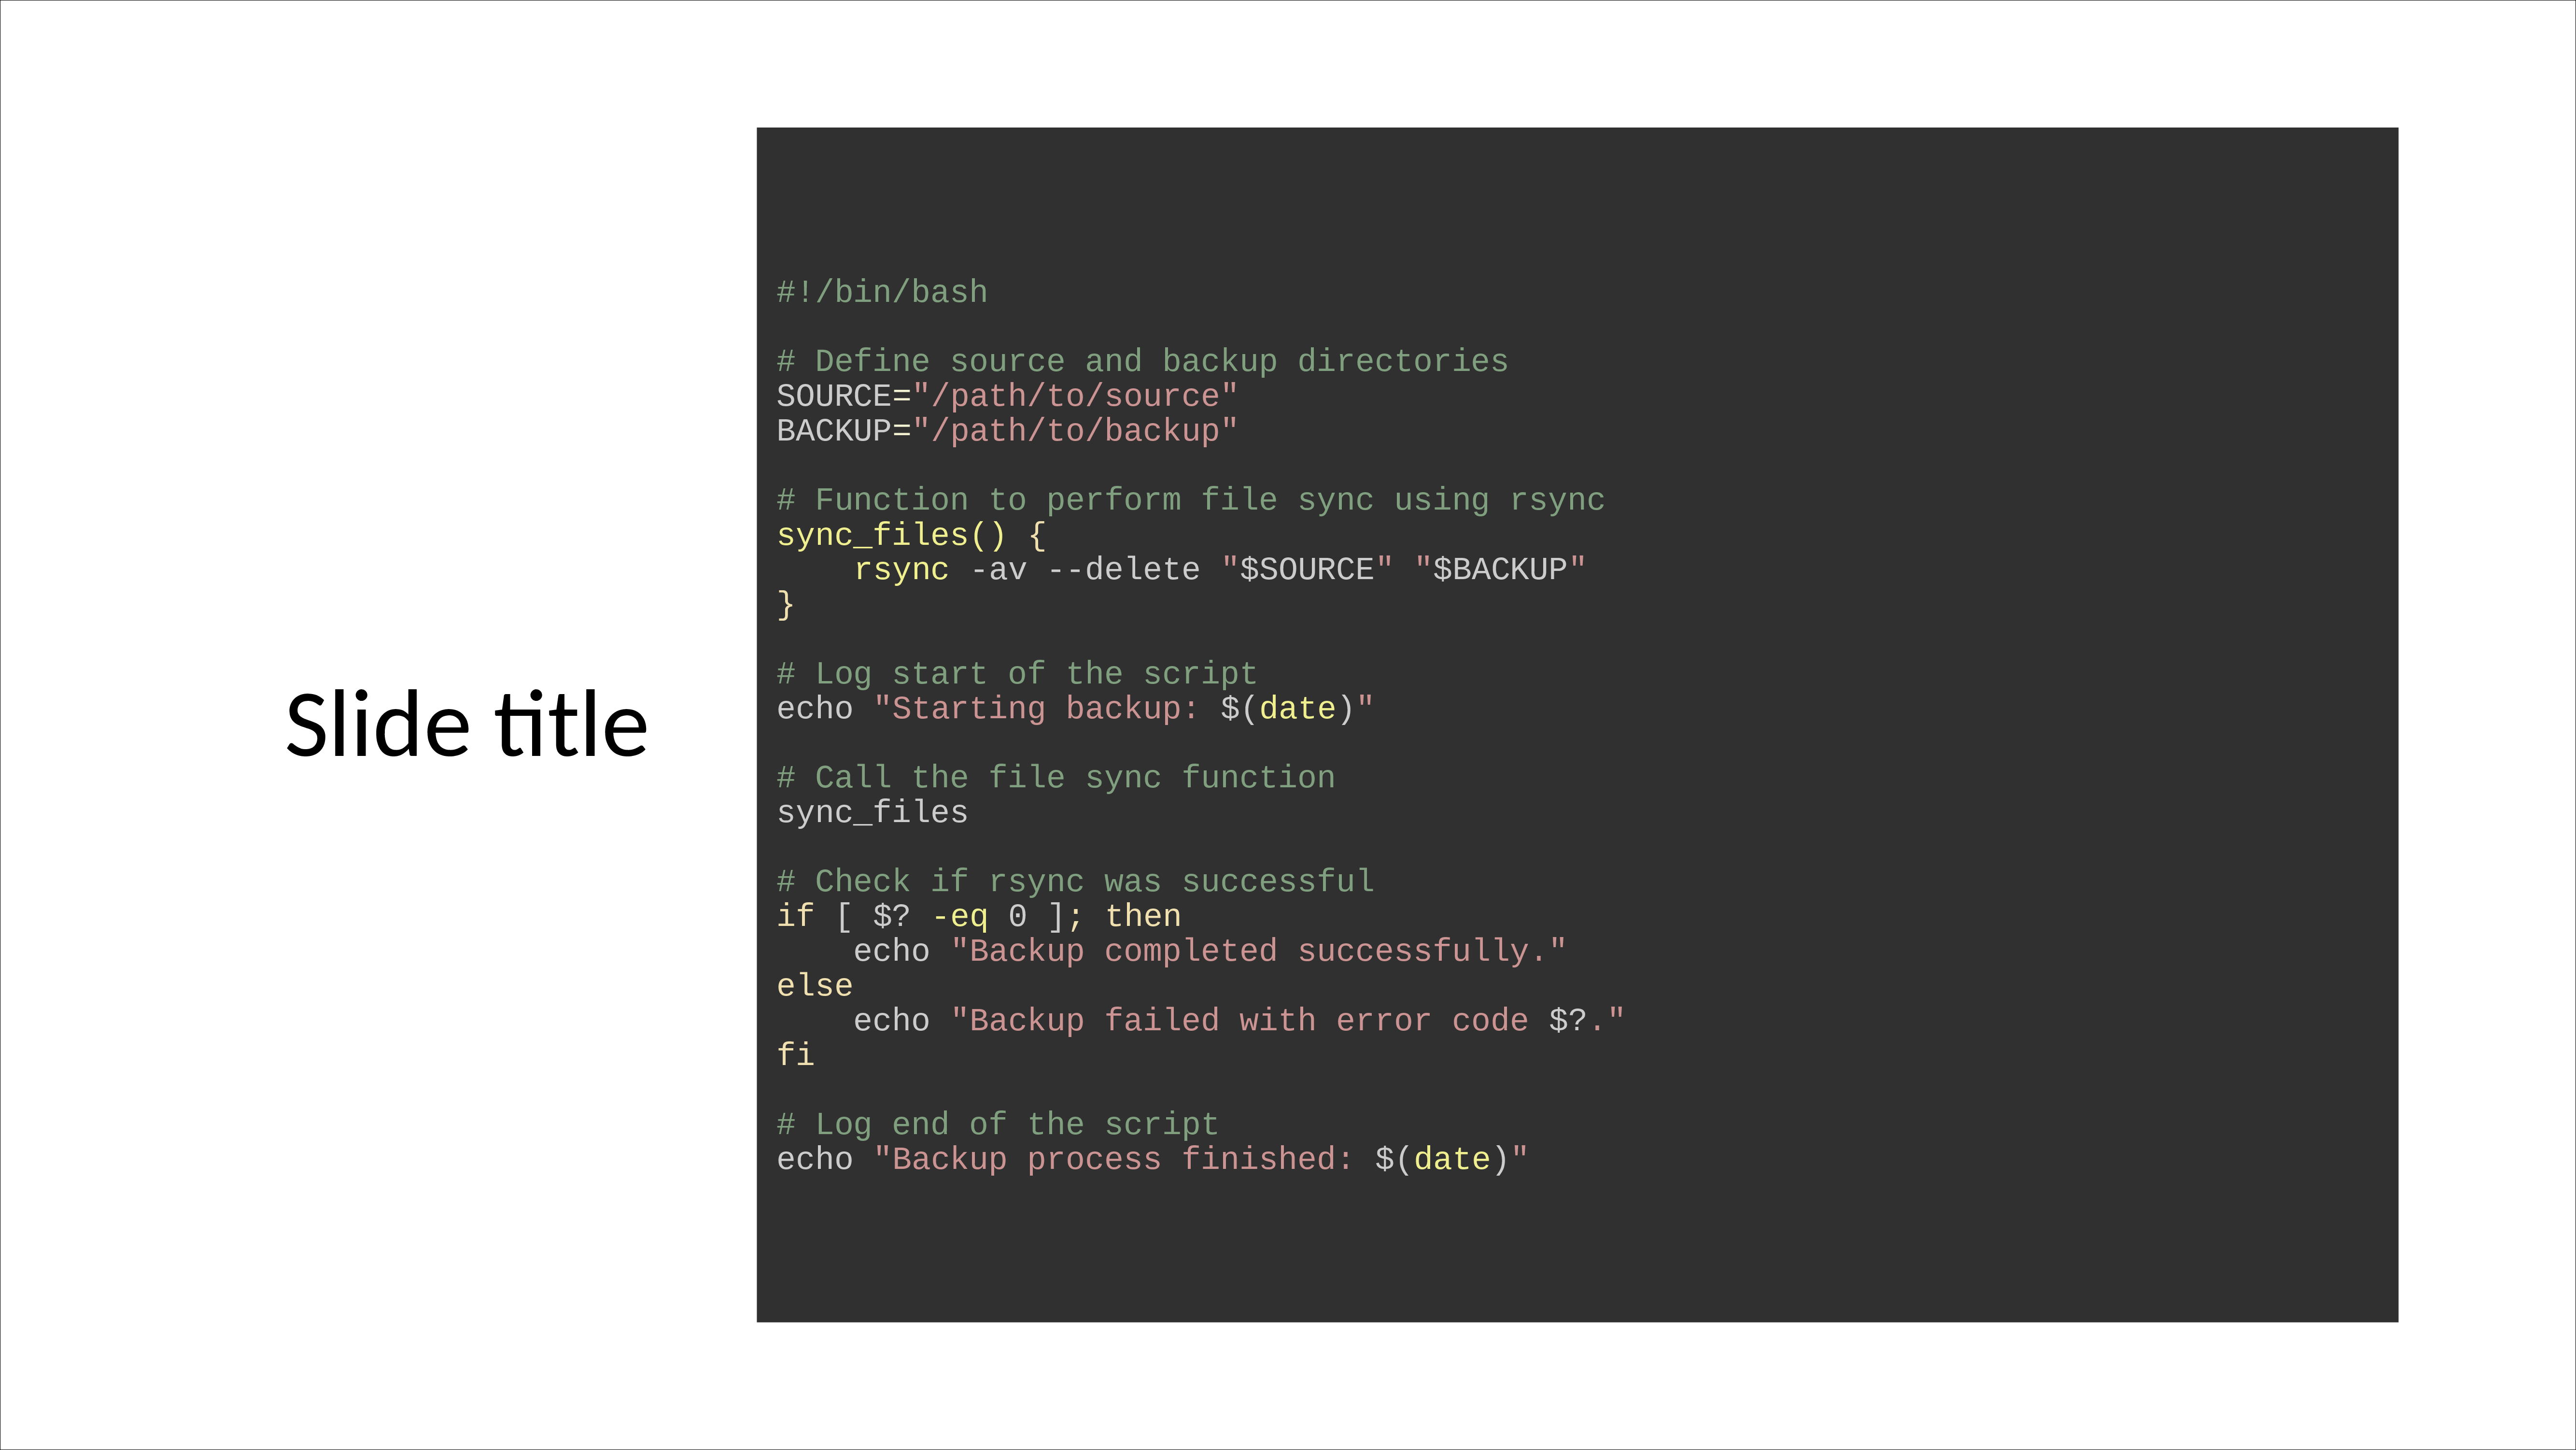 Slide title
#!/bin/bash

# Define source and backup directories
SOURCE="/path/to/source"
BACKUP="/path/to/backup"

# Function to perform file sync using rsync
sync_files() {
    rsync -av --delete "$SOURCE" "$BACKUP"
}

# Log start of the script
echo "Starting backup: $(date)"

# Call the file sync function
sync_files

# Check if rsync was successful
if [ $? -eq 0 ]; then
    echo "Backup completed successfully."
else
    echo "Backup failed with error code $?."
fi

# Log end of the script
echo "Backup process finished: $(date)"